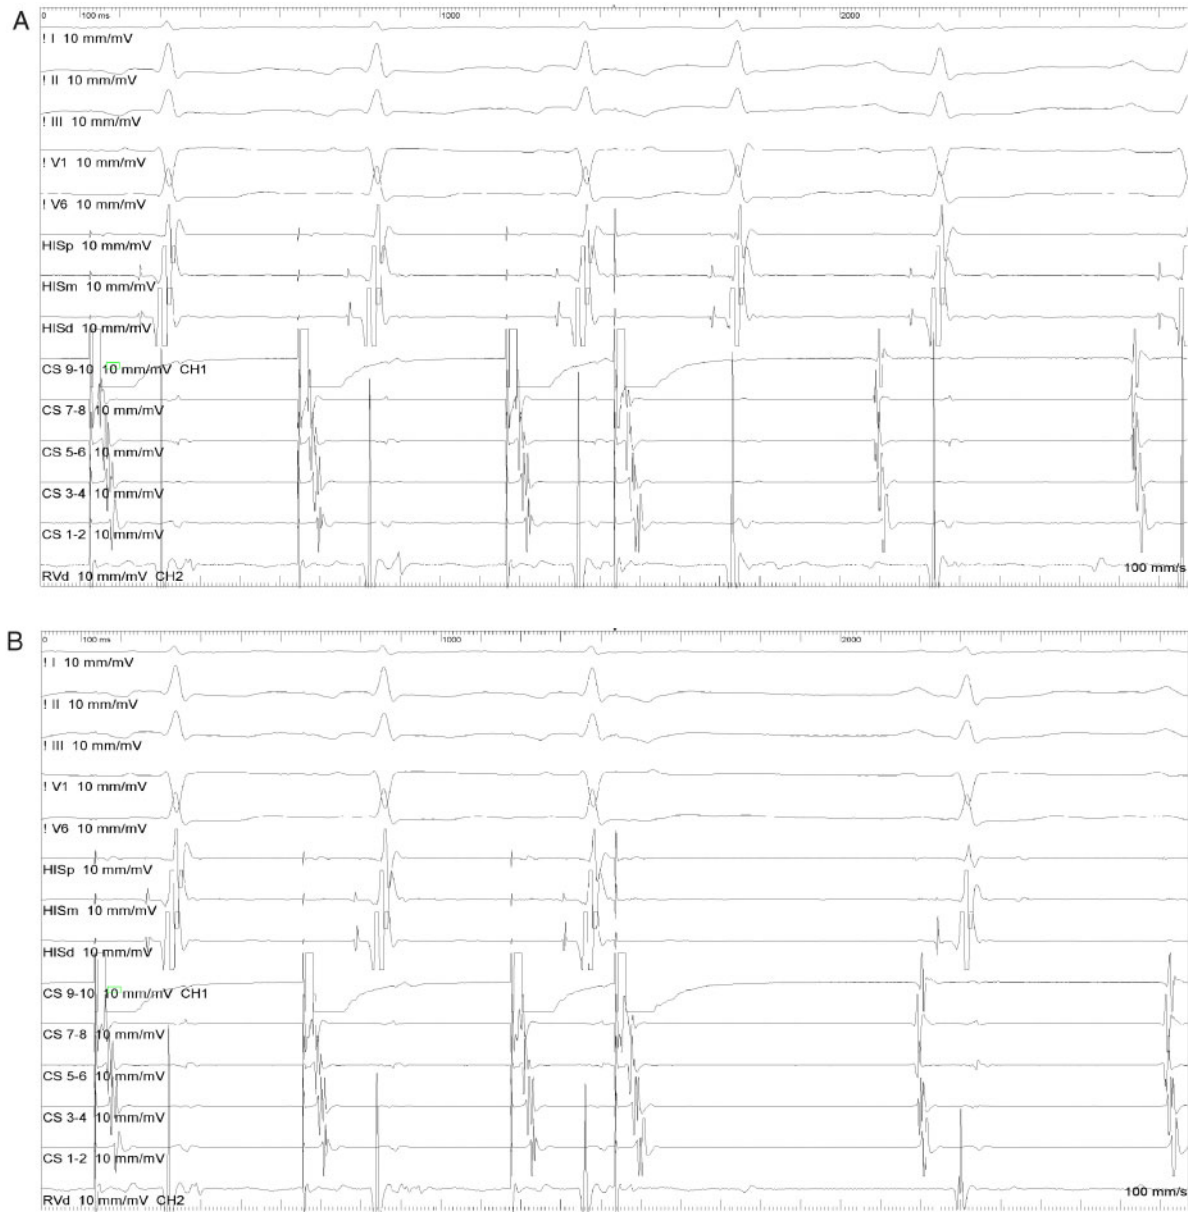 A
0 100 ms 1000 2000
! I 10 mm/mV
! II 10 mm/mV
! III 10 mm/mV
! V1 10 mm/mV
! V6 10 mm/mV
HISp 10 mm/mV
HISm 10 mm/mV
HISd 10 mm/mV
CS 9-10 10 mm/mV CH1
CS 7-8 10 mm/mV
CS 5-6 10 mm/mV
CS 3-4 10 mm/mV
CS 1-2 10 mm/mV
RVd 10 mm/mV CH2 100 mm/s
B
0 100 ms 1000 2000
! I 10 mm/mV
! II 10 mm/mV
! III 10 mm/mV
! V1 10 mm/mV
! V6 10 mm/mV
HISp 10 mm/mV
HISm 10 mm/mV
HISd 10 mm/mV
CS 9-10 10 mm/mV CH1
CS 7-8 10 mm/mV
CS 5-6 10 mm/mV
CS 3-4 10 mm/mV
CS 1-2 10 mm/mV
RVd 10 mm/mV CH2 100 mm/s